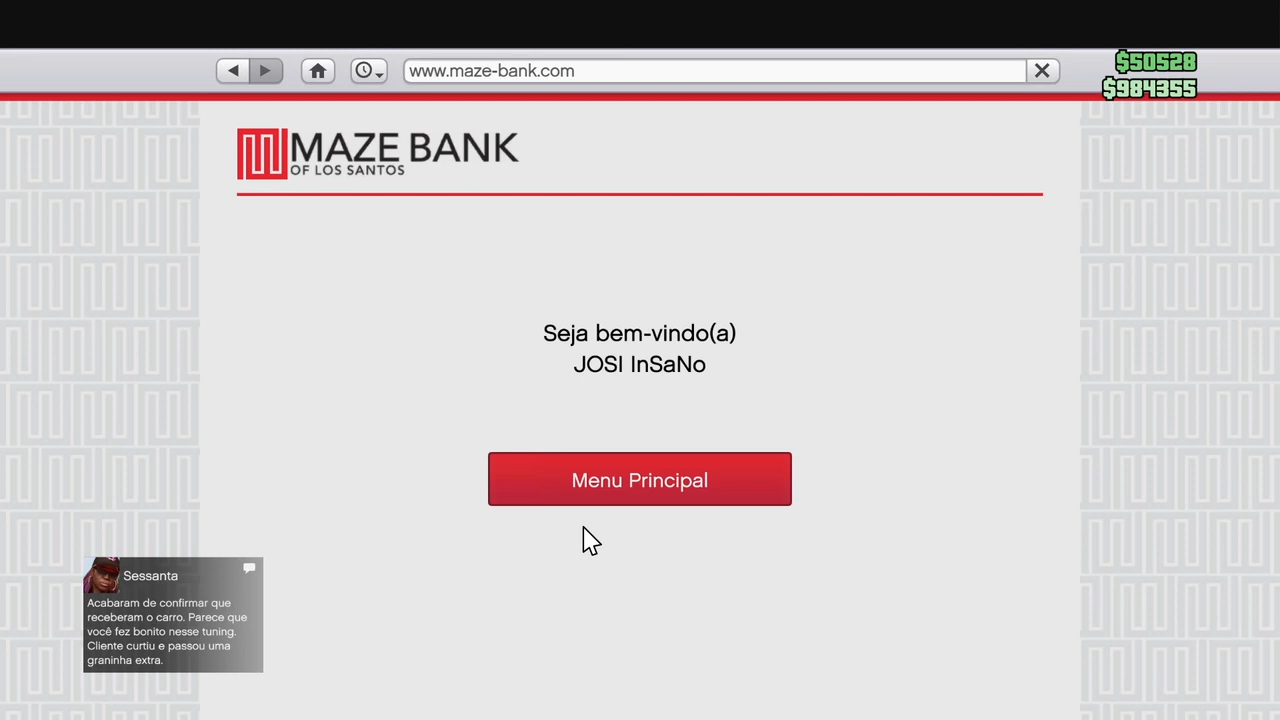 www.maze-bank.com
$50528
$984355
MAZE BANK
OF LOS SANTOS
Seja bem-vindo(a)
JOSI InSaNo
Menu Principal
Sessanta
Acabaram de confirmar que
receberam o carro. Parece que
você fez bonito nesse tuning.
Cliente curtiu e passou uma
graninha extra.